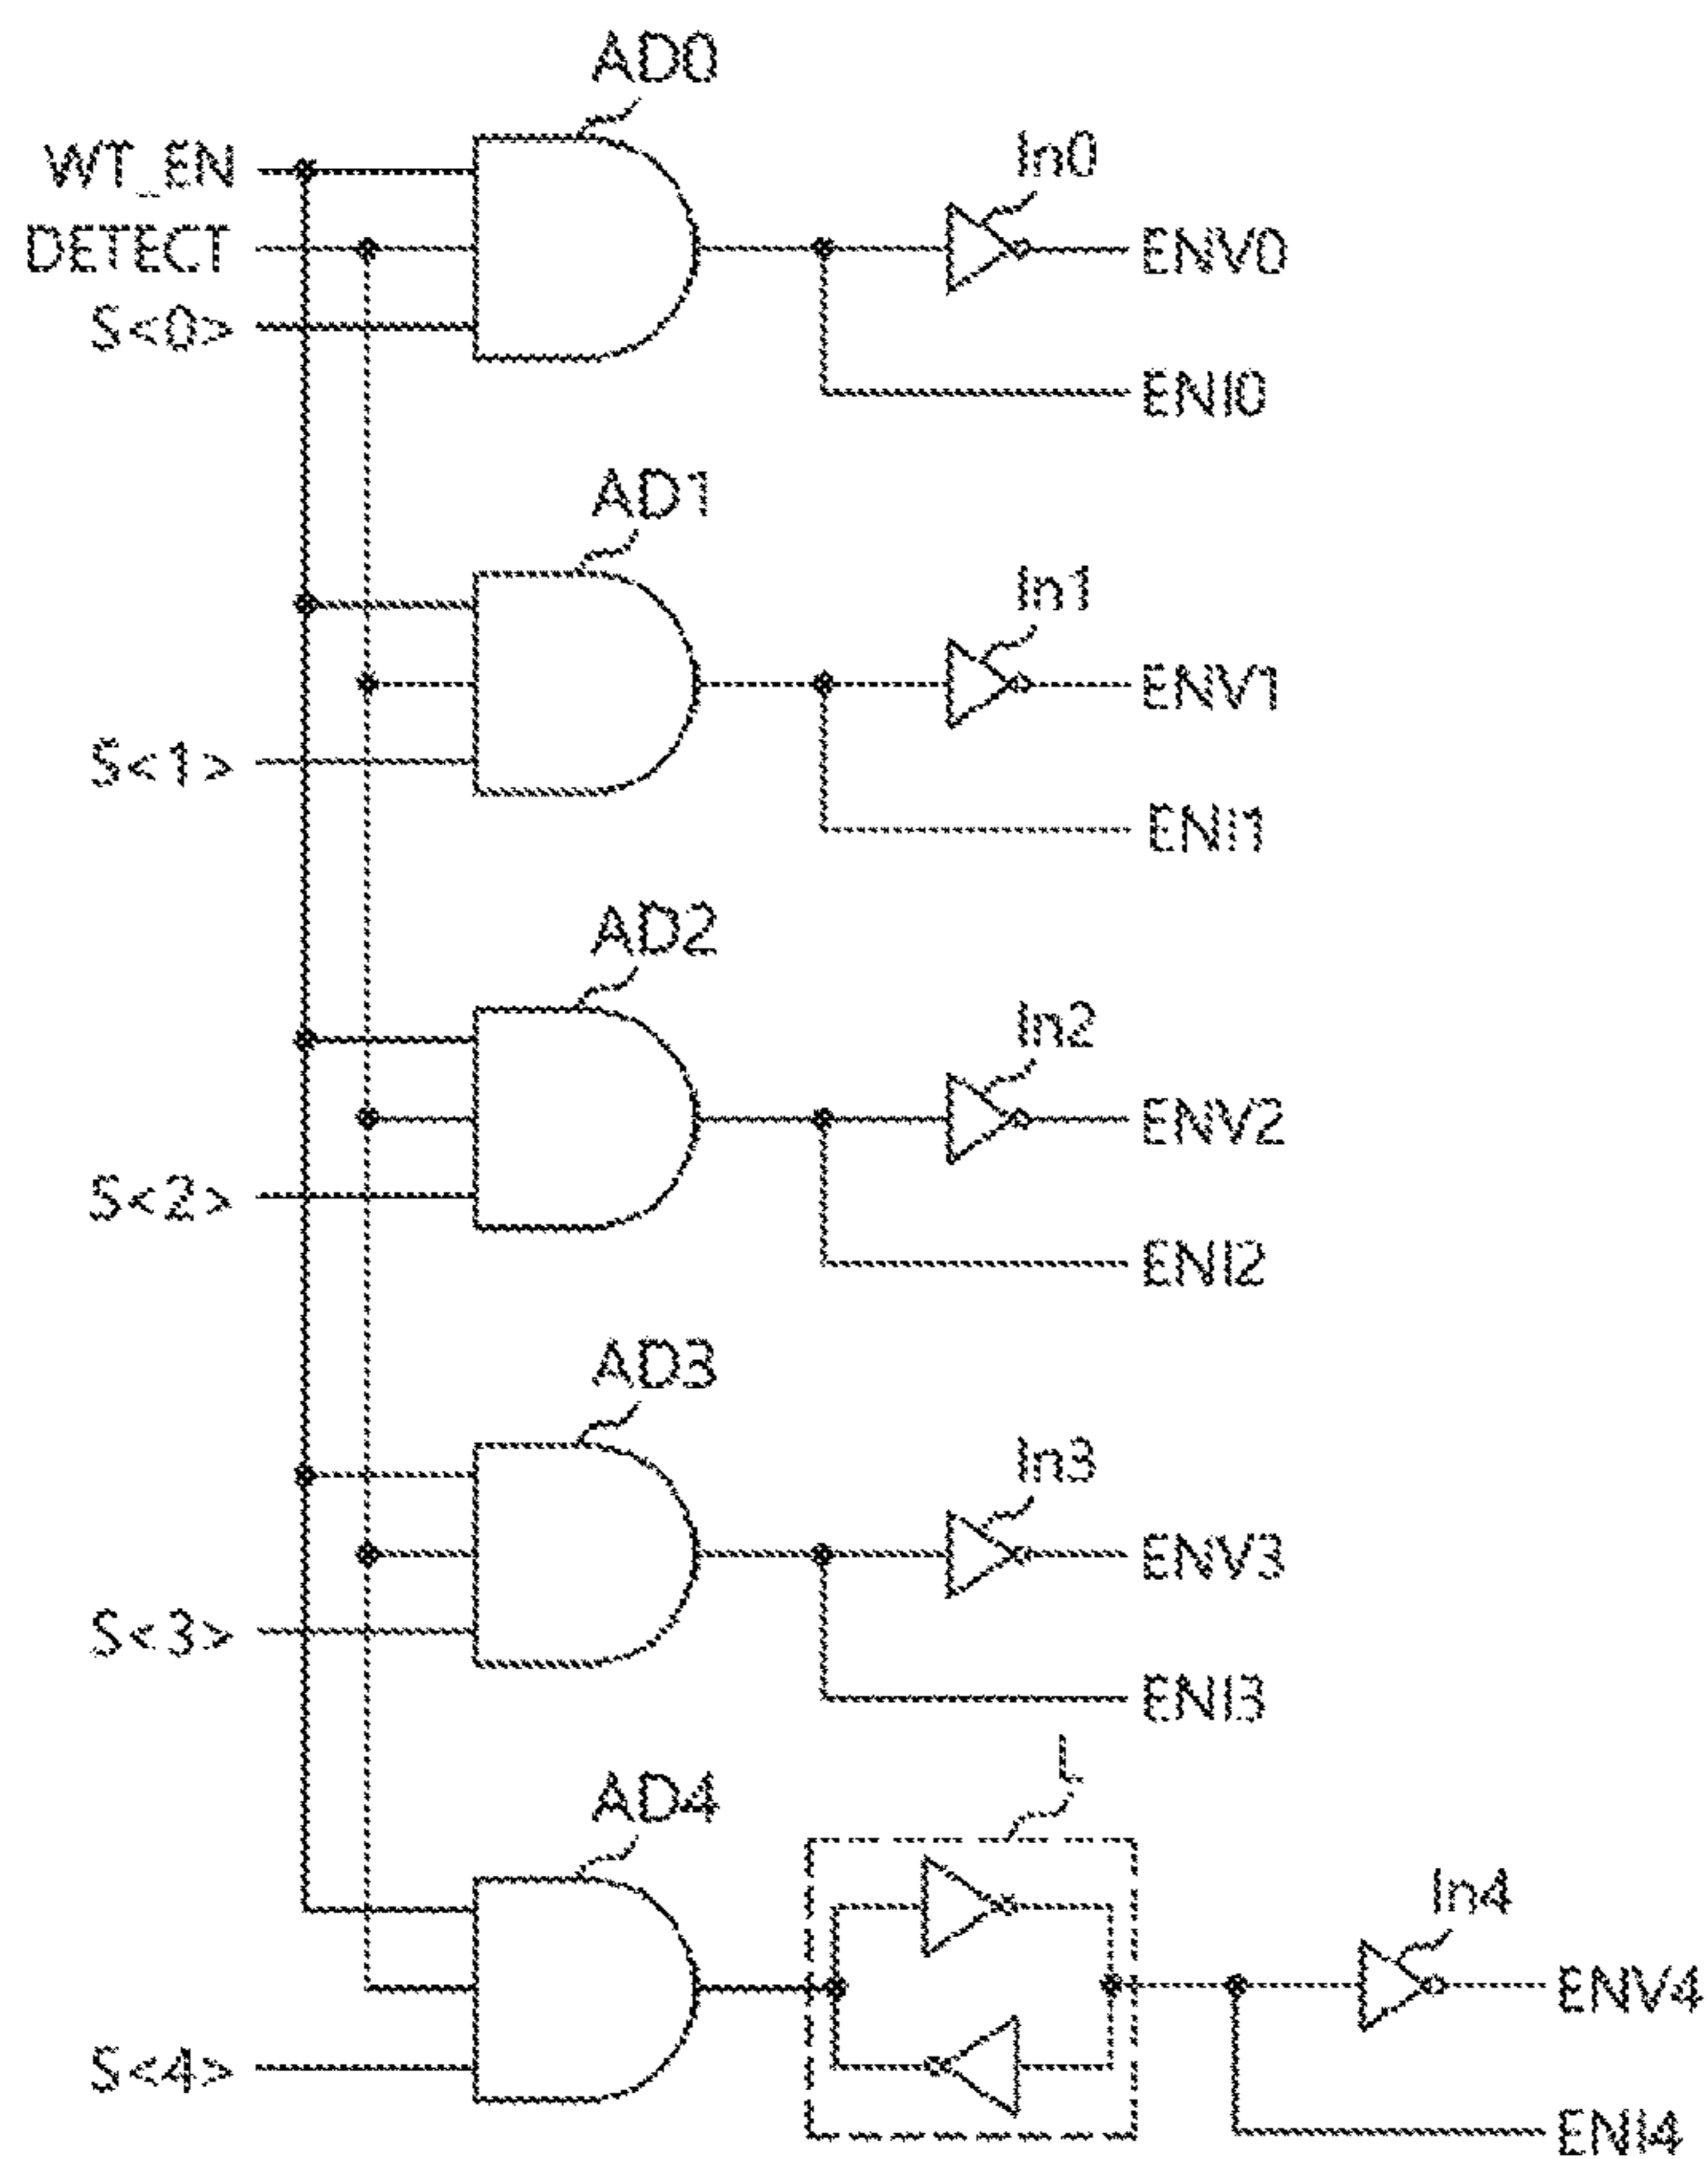 AD0
WT_EN
In0
DETECT
ENV0
S<0>
ENI0
AD1
In1
ENV1
S<1>
ENI1
AD2
In2
ENV2
S<2>
ENI2
AD3
In3
ENV3
S<3>
ENI3
L
AD4
In4
ENV4
S<4>
ENI4